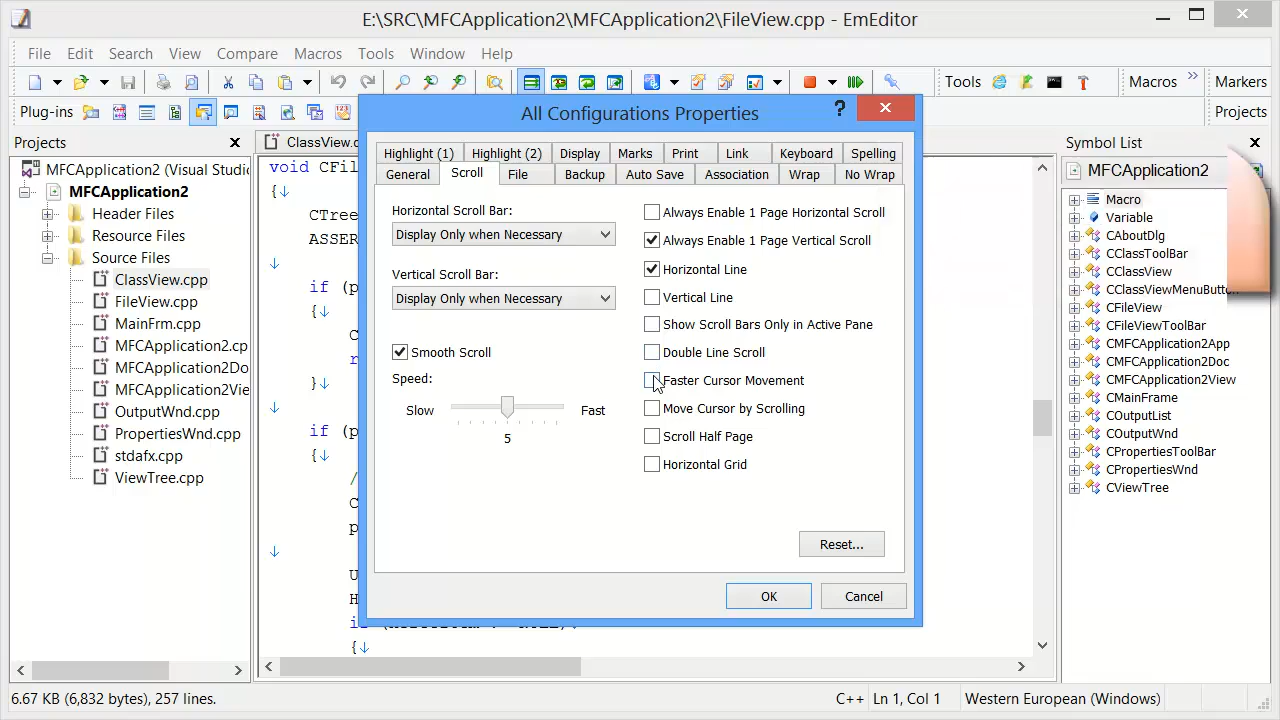 E:\SRC\MFCApplication2\MFCApplication2\FileView.cpp - EmEditor
File Edit Search View Compare Macros Tools Window Help
Tools Macros » Markers
Plug-ins Projects
Projects
MFCApplication2 (Visual Studi
MFCApplication2
Header Files
Resource Files
Source Files
ClassView.cpp
FileView.cpp
MainFrm.cpp
MFCApplication2.cp
MFCApplication2Do
MFCApplication2Vie
OutputWnd.cpp
PropertiesWnd.cpp
stdafx.cpp
ViewTree.cpp
ClassView.c
void CFil
{↓
CTree
ASSER
↓
if (p
{↓
C
r
}↓
↓
if (p
{↓
/
C
p
↓
U
H
{↓
All Configurations Properties
?
Highlight (1) Highlight (2) Display Marks Print Link Keyboard Spelling
General Scroll File Backup Auto Save Association Wrap No Wrap
Horizontal Scroll Bar:
Display Only when Necessary
Vertical Scroll Bar:
Display Only when Necessary
Smooth Scroll
Speed:
Slow Fast
5
Always Enable 1 Page Horizontal Scroll
Always Enable 1 Page Vertical Scroll
Horizontal Line
Vertical Line
Show Scroll Bars Only in Active Pane
Double Line Scroll
Faster Cursor Movement
Move Cursor by Scrolling
Scroll Half Page
Horizontal Grid
Reset...
OK Cancel
Symbol List
MFCApplication2
Macro
Variable
CAboutDlg
CClassToolBar
CClassView
CClassViewMenuButton
CFileView
CFileViewToolBar
CMFCApplication2App
CMFCApplication2Doc
CMFCApplication2View
CMainFrame
COutputList
COutputWnd
CPropertiesToolBar
CPropertiesWnd
CViewTree
6.67 KB (6,832 bytes), 257 lines. C++ Ln 1, Col 1 Western European (Windows)